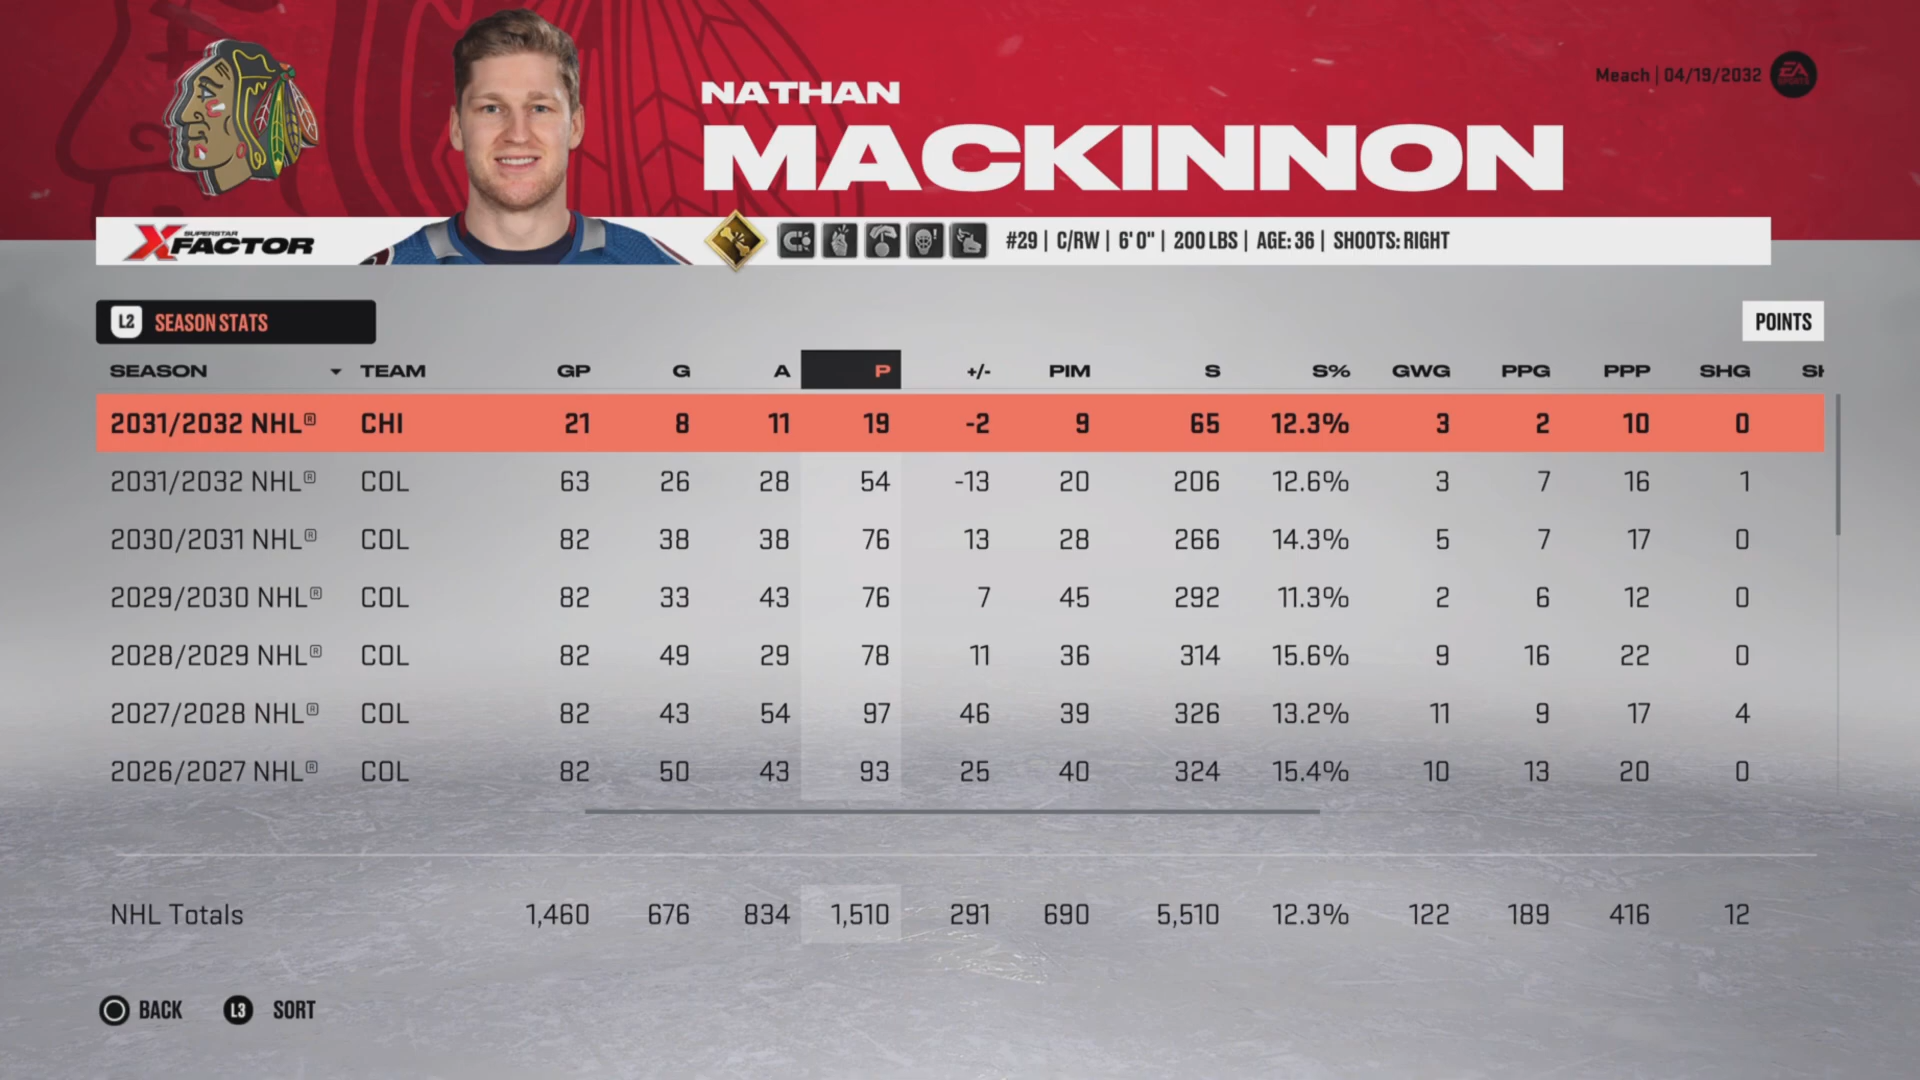 Meach | 04/19/2032
EA SPORTS
NATHAN
MACKINNON
SUPERSTAR
X FACTOR
#29 | C/RW | 6' 0" | 200 LBS | AGE: 36 | SHOOTS: RIGHT
L2 SEASON STATS
POINTS
SEASON TEAM GP G A P +/- PIM S S% GWG PPG PPP SHG SH
2031/2032 NHL® CHI 21 8 11 19 -2 9 65 12.3% 3 2 10 0
2031/2032 NHL® COL 63 26 28 54 -13 20 206 12.6% 3 7 16 1
2030/2031 NHL® COL 82 38 38 76 13 28 266 14.3% 5 7 17 0
2029/2030 NHL® COL 82 33 43 76 7 45 292 11.3% 2 6 12 0
2028/2029 NHL® COL 82 49 29 78 11 36 314 15.6% 9 16 22 0
2027/2028 NHL® COL 82 43 54 97 46 39 326 13.2% 11 9 17 4
2026/2027 NHL® COL 82 50 43 93 25 40 324 15.4% 10 13 20 0
NHL Totals 1,460 676 834 1,510 291 690 5,510 12.3% 122 189 416 12
BACK L3 SORT